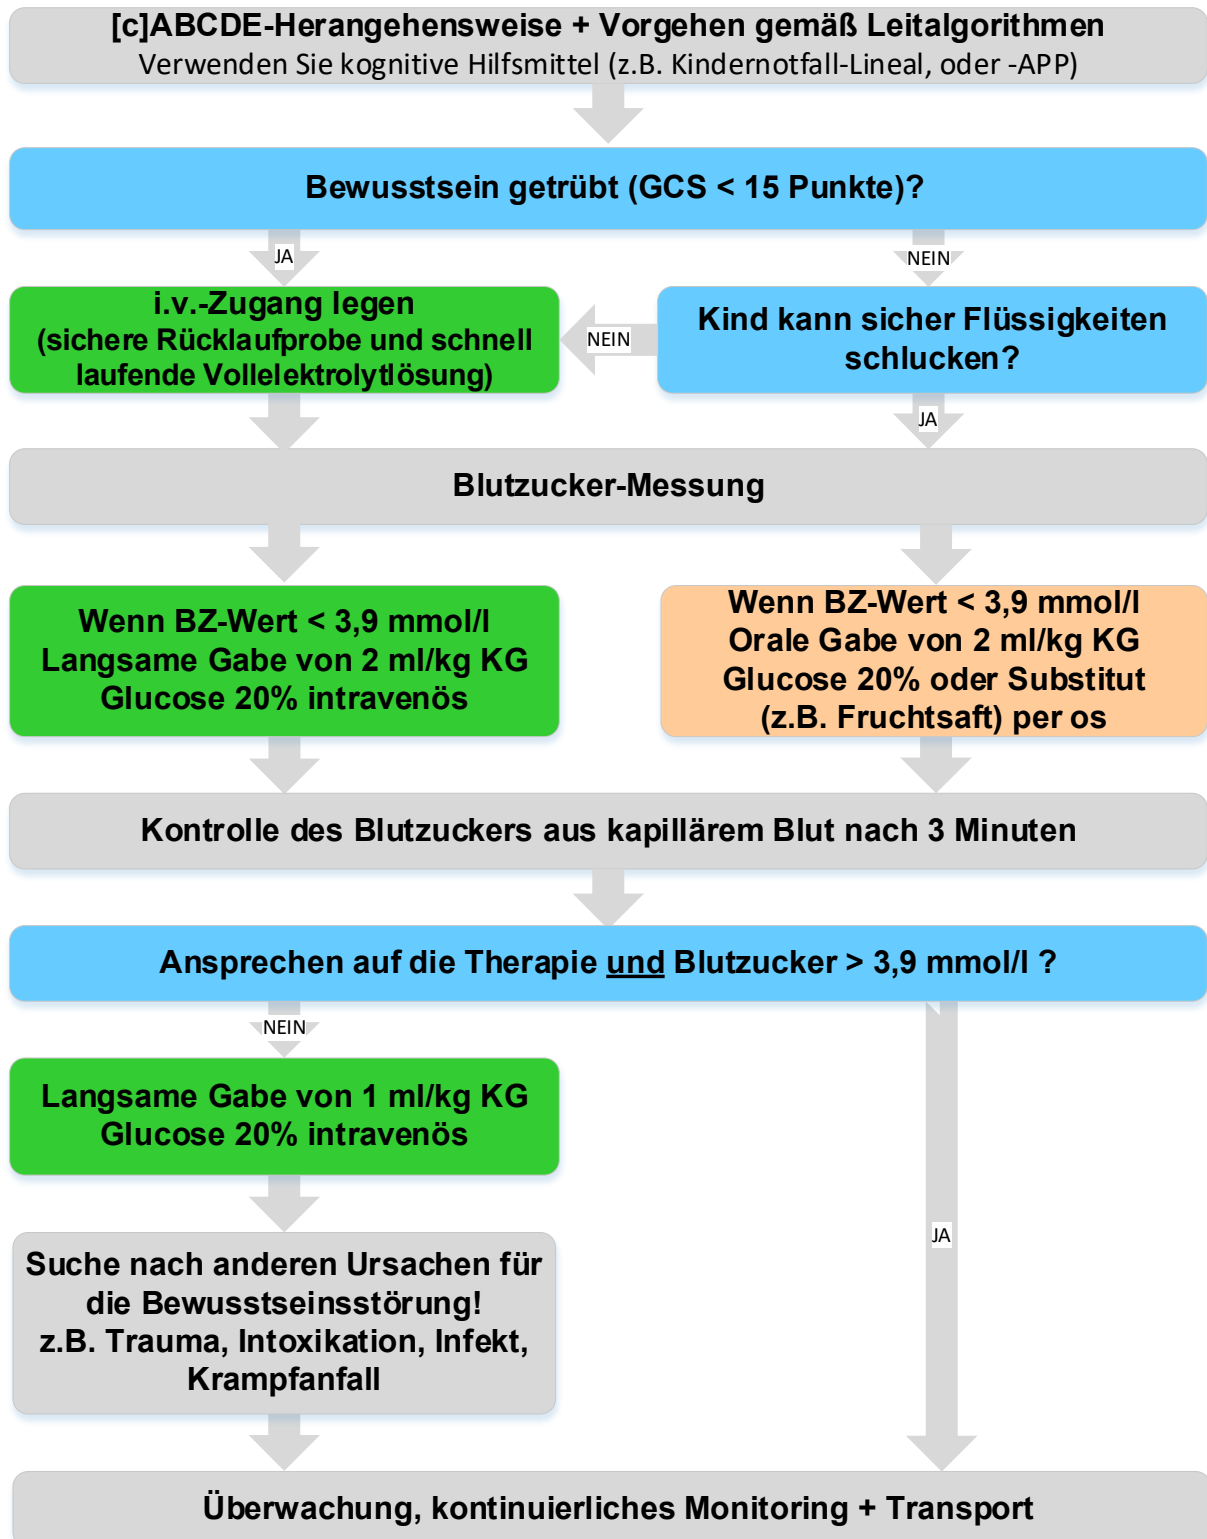 [c]ABCDE-Herangehensweise + Vorgehen gemäß Leitalgorithmen
Verwenden Sie kognitive Hilfsmittel (z.B. Kindernotfall-Lineal, oder -APP)
Bewusstsein getrübt (GCS < 15 Punkte)?
JA
NEIN
i.v.-Zugang legen
(sichere Rücklaufprobe und schnell
laufende Vollelektrolytlösung)
NEIN
Kind kann sicher Flüssigkeiten
schlucken?
JA
Blutzucker-Messung
Wenn BZ-Wert < 3,9 mmol/l
Langsame Gabe von 2 ml/kg KG
Glucose 20% intravenös
Wenn BZ-Wert < 3,9 mmol/l
Orale Gabe von 2 ml/kg KG
Glucose 20% oder Substitut
(z.B. Fruchtsaft) per os
Kontrolle des Blutzuckers aus kapillärem Blut nach 3 Minuten
Ansprechen auf die Therapie und Blutzucker > 3,9 mmol/l ?
NEIN
Langsame Gabe von 1 ml/kg KG
Glucose 20% intravenös
JA
Suche nach anderen Ursachen für
die Bewusstseinsstörung!
z.B. Trauma, Intoxikation, Infekt,
Krampfanfall
Überwachung, kontinuierliches Monitoring + Transport